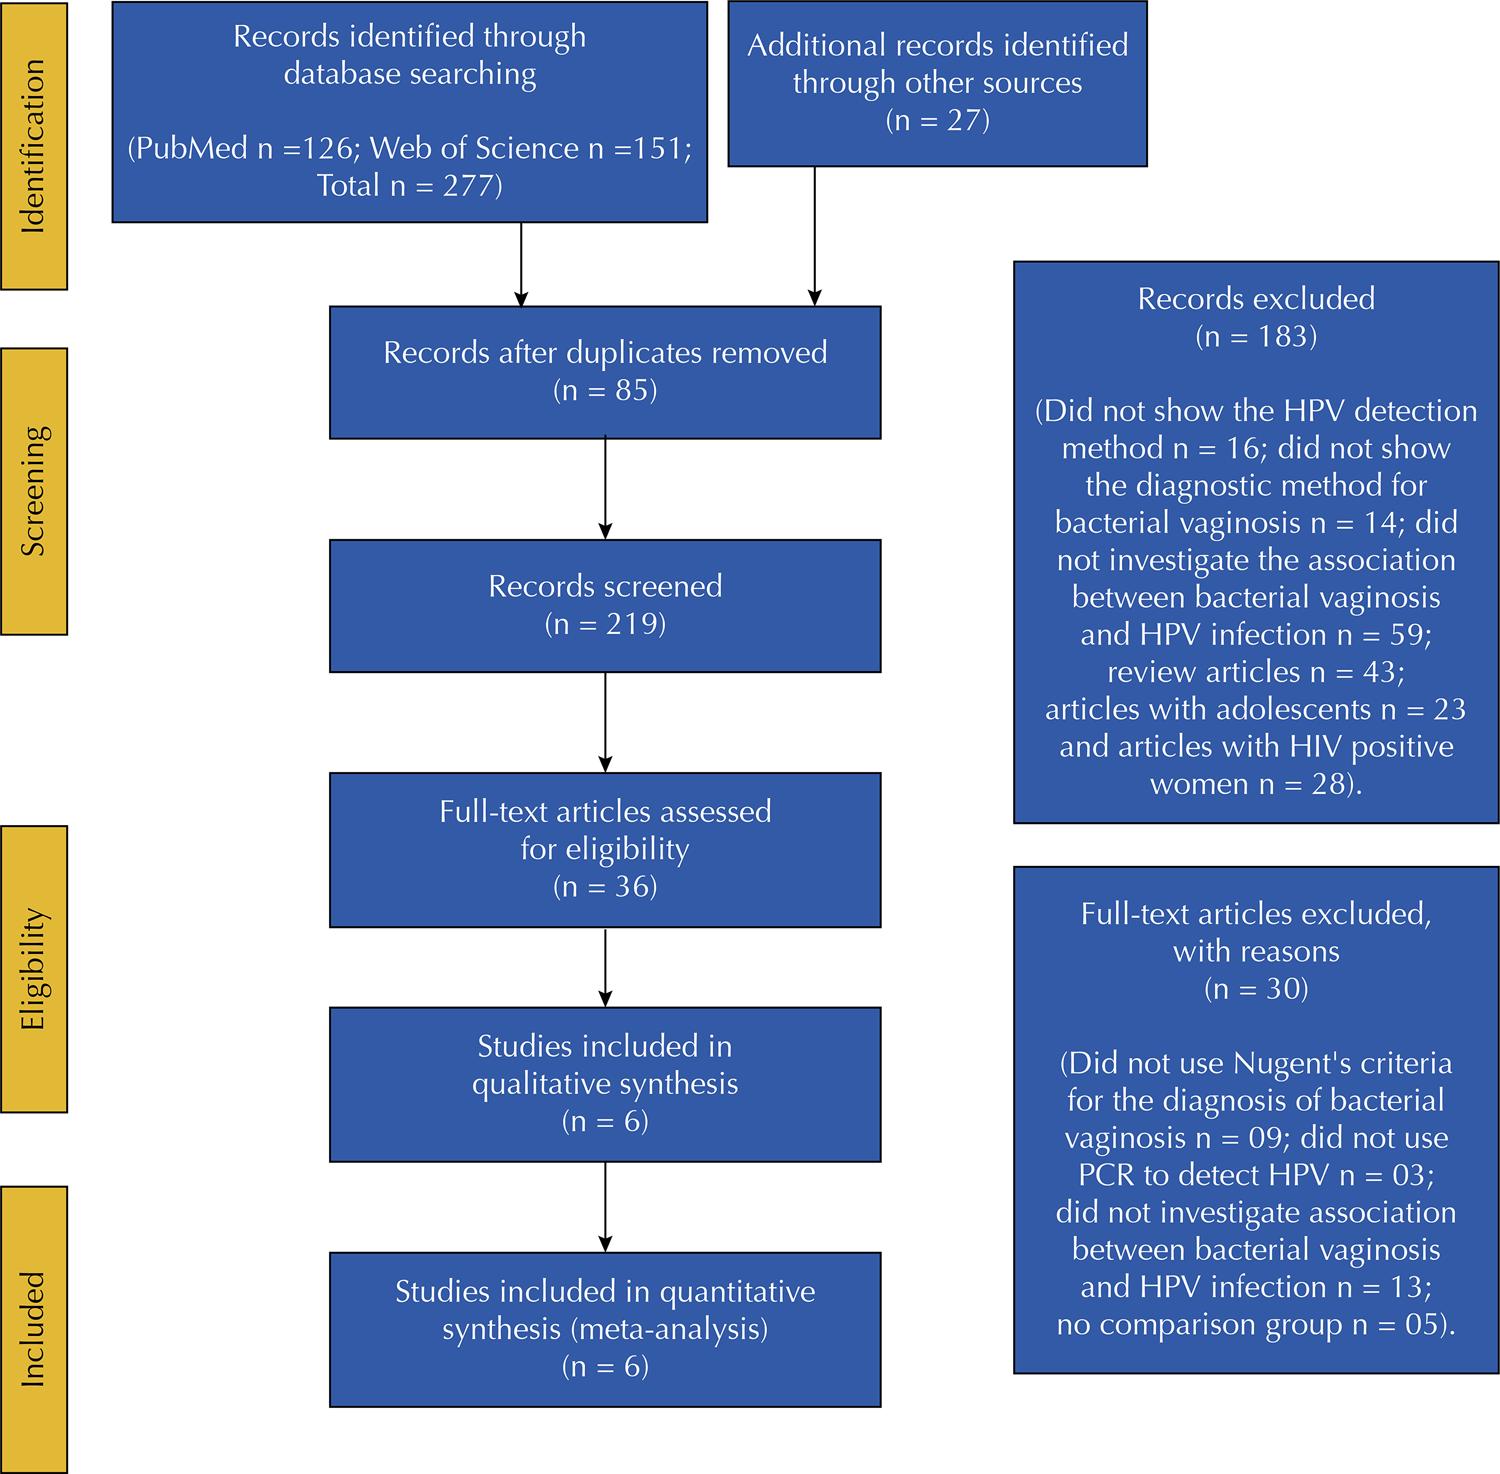 Identification
Records identified through
database searching
(PubMed n =126; Web of Science n =151;
Total n = 277)
Additional records identified
through other sources
(n = 27)
Screening
Records after duplicates removed
(n = 85)
Records screened
(n = 219)
Records excluded
(n = 183)
(Did not show the HPV detection
method n = 16; did not show
the diagnostic method for
bacterial vaginosis n = 14; did
not investigate the association
between bacterial vaginosis
and HPV infection n = 59;
review articles n = 43;
articles with adolescents n = 23
and articles with HIV positive
women n = 28).
Eligibility
Full-text articles assessed
for eligibility
(n = 36)
Studies included in
qualitative synthesis
(n = 6)
Full-text articles excluded,
with reasons
(n = 30)
(Did not use Nugent's criteria
for the diagnosis of bacterial
vaginosis n = 09; did not use
PCR to detect HPV n = 03;
did not investigate association
between bacterial vaginosis
and HPV infection n = 13;
no comparison group n = 05).
Included
Studies included in quantitative
synthesis (meta-analysis)
(n = 6)